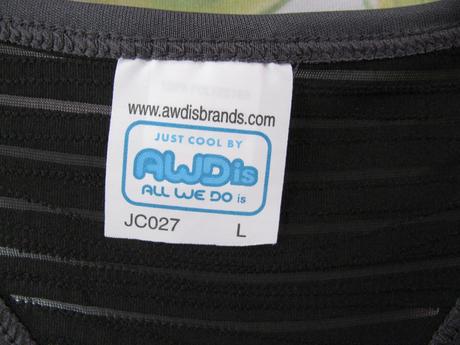 www.awdisbrands.com
JUST COOL BY
AWDis
ALL WE DO is
JC027 L